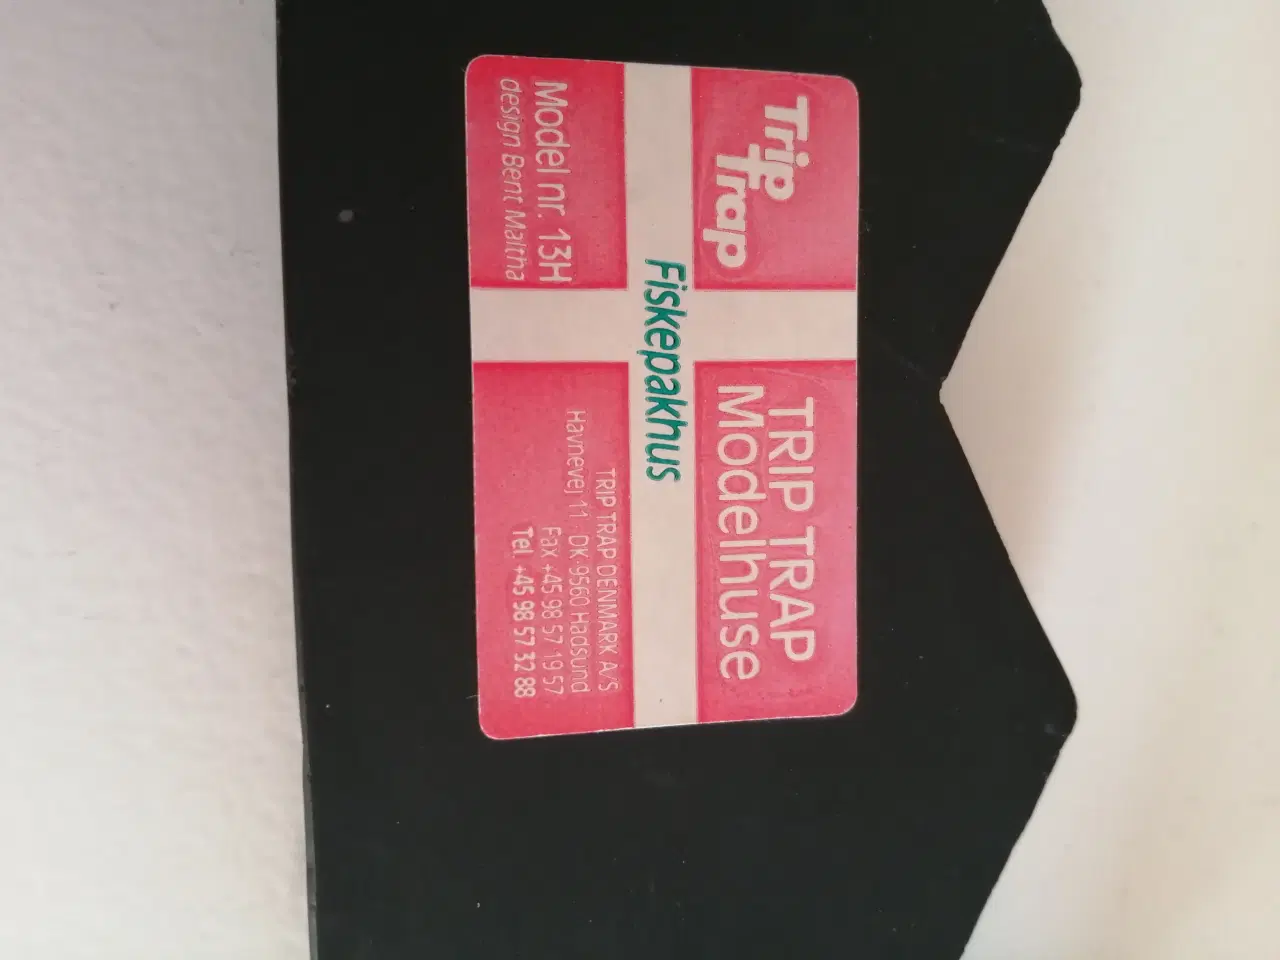 Trip
Trap
TRIP TRAP
Modelhuse
Fiskepakhus
Model nr. 13H
design Bent Maltha
TRIP TRAP DENMARK A/S
Havnevej 11 · DK-9560 Hadsund
Fax +45 98 57 19 57
Tel. +45 98 57 32 88